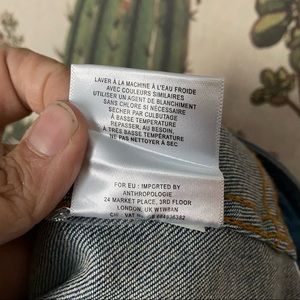 LAVER À LA MACHINE À L'EAU FROIDE
AVEC COULEURS SIMILAIRES
UTILISER UN AGENT DE BLANCHIMENT
SANS CHLORE SI NÉCESSAIRE
SÉCHER PAR CULBUTAGE
À BASSE TEMPÉRATURE
REPASSER, AU BESOIN,
À TRÈS BASSE TEMPÉRATURE
NE PAS NETTOYER À SEC
FOR EU : IMPORTED BY
ANTHROPOLIE
24 MARKET PLACE, 3RD FLOOR
LONDON, UK W1W8AN
VAT